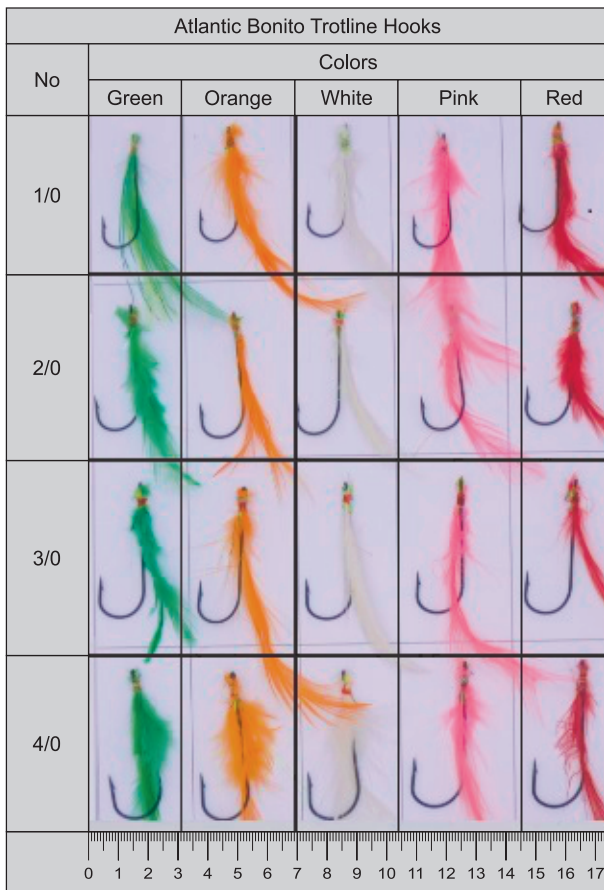 Atlantic Bonito Trotline Hooks
No
Colors
Green Orange White Pink Red
1/0
2/0
3/0
4/0
0 1 2 3 4 5 6 7 8 9 10 11 12 13 14 15 16 17